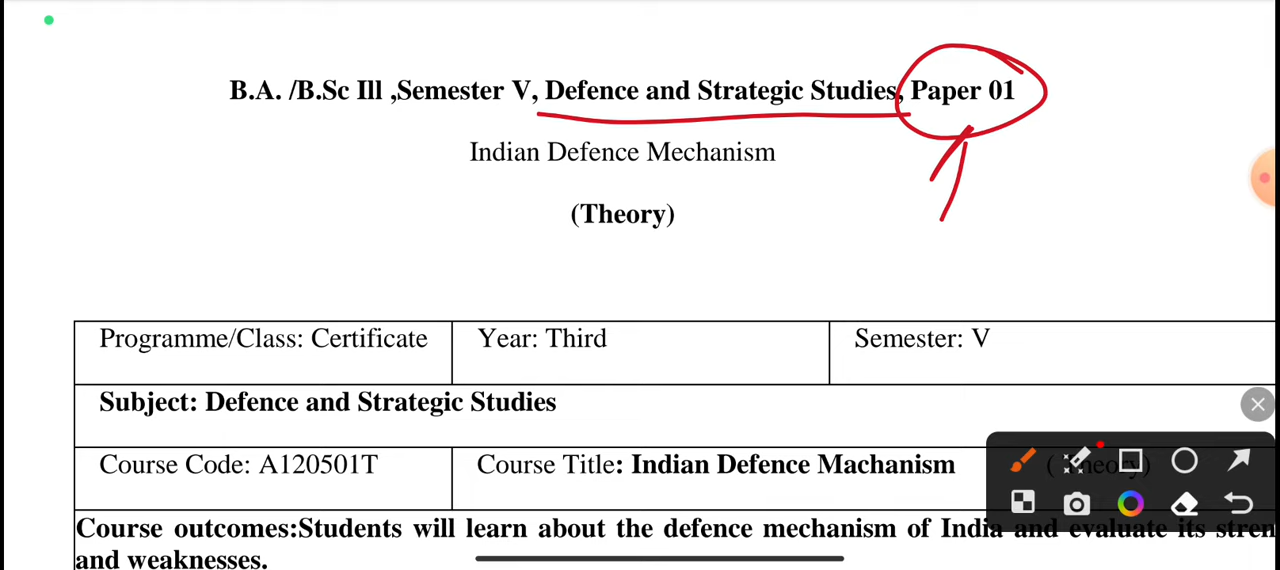 B.A. /B.Sc Ill ,Semester V, Defence and Strategic Studies, Paper 01
Indian Defence Mechanism
(Theory)
Programme/Class: Certificate Year: Third Semester: V
Subject: Defence and Strategic Studies
Course Code: A120501T Course Title: Indian Defence Machanism ( Theory)
Course outcomes:Students will learn about the defence mechanism of India and evaluate its
and weaknesses.